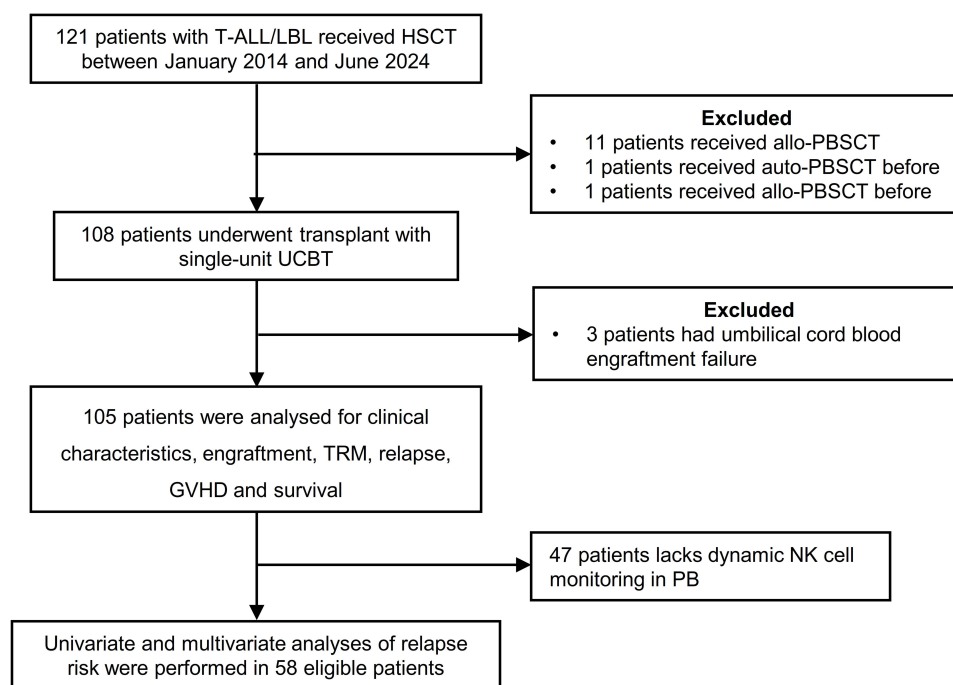 121 patients with T-ALL/LBL received HSCT
between January 2014 and June 2024
Excluded
• 11 patients received allo-PBSCT
• 1 patients received auto-PBSCT before
• 1 patients received allo-PBSCT before
108 patients underwent transplant with
single-unit UCBT
Excluded
• 3 patients had umbilical cord blood
engraftment failure
105 patients were analysed for clinical
characteristics, engraftment, TRM, relapse,
GVHD and survival
47 patients lacks dynamic NK cell
monitoring in PB
Univariate and multivariate analyses of relapse
risk were performed in 58 eligible patients